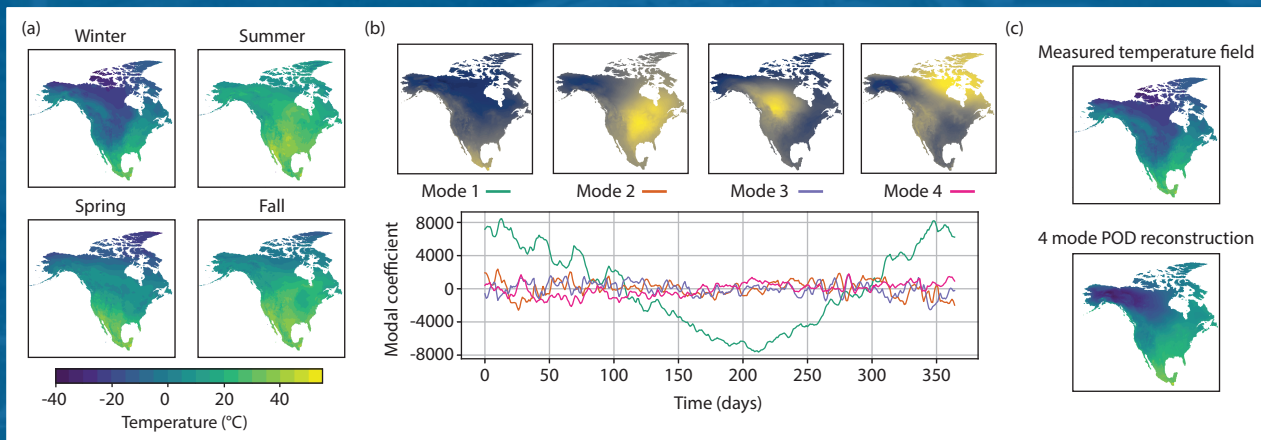 (a)
Winter
Summer
Spring
Fall
-40
-20
0
20
40
Temperature (°C)
(b)
Mode 1
Mode 2
Mode 3
Mode 4
Modal coefficient
8000
4000
0
-4000
-8000
0
50
100
150
200
250
300
350
Time (days)
(c)
Measured temperature field
4 mode POD reconstruction